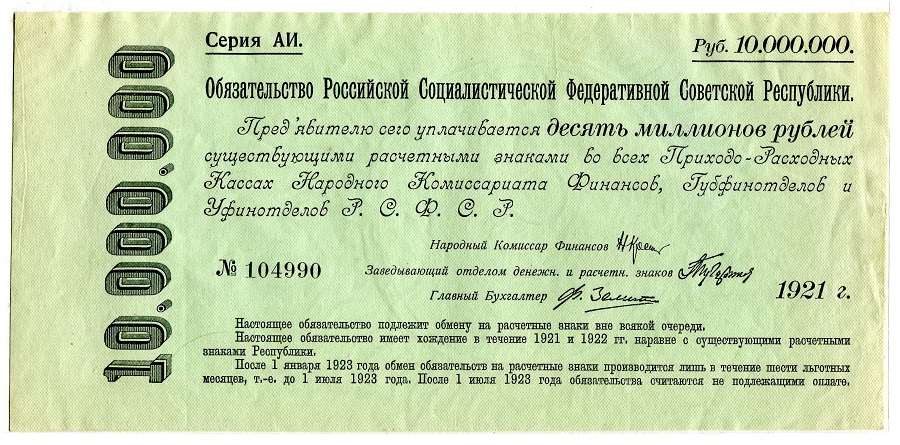 Серия АИ.
Руб. 10.000.000.
10.000.000
Обязательство Российской Социалистической Федеративной Советской Республики.
Пред'явителю сего уплачивается десять миллионов рублей
существующими расчетными знаками во всех Приходо-Расходных
Кассах Народного Комиссариата Финансов, Губфинотделов и
Уфинотделов Р. С. Ф. С. Р.
Народный Комиссар Финансов
№ 104990
Заведывающий отделом денежн. и расчетн. знаков
Главный Бухгалтер
1921 г.
Настоящее обязательство подлежит обмену на расчетные знаки вне всякой очереди.
Настоящее обязательство имеет хождение в течение 1921 и 1922 гг. наравне с существующими расчетными
знаками Республики.
После 1 января 1923 года обмен обязательств на расчетные знаки производится лишь в течение шести льготных
месяцев, т.-е. до 1 июля 1923 года. После 1 июля 1923 года обязательства считаются не подлежащими оплате.